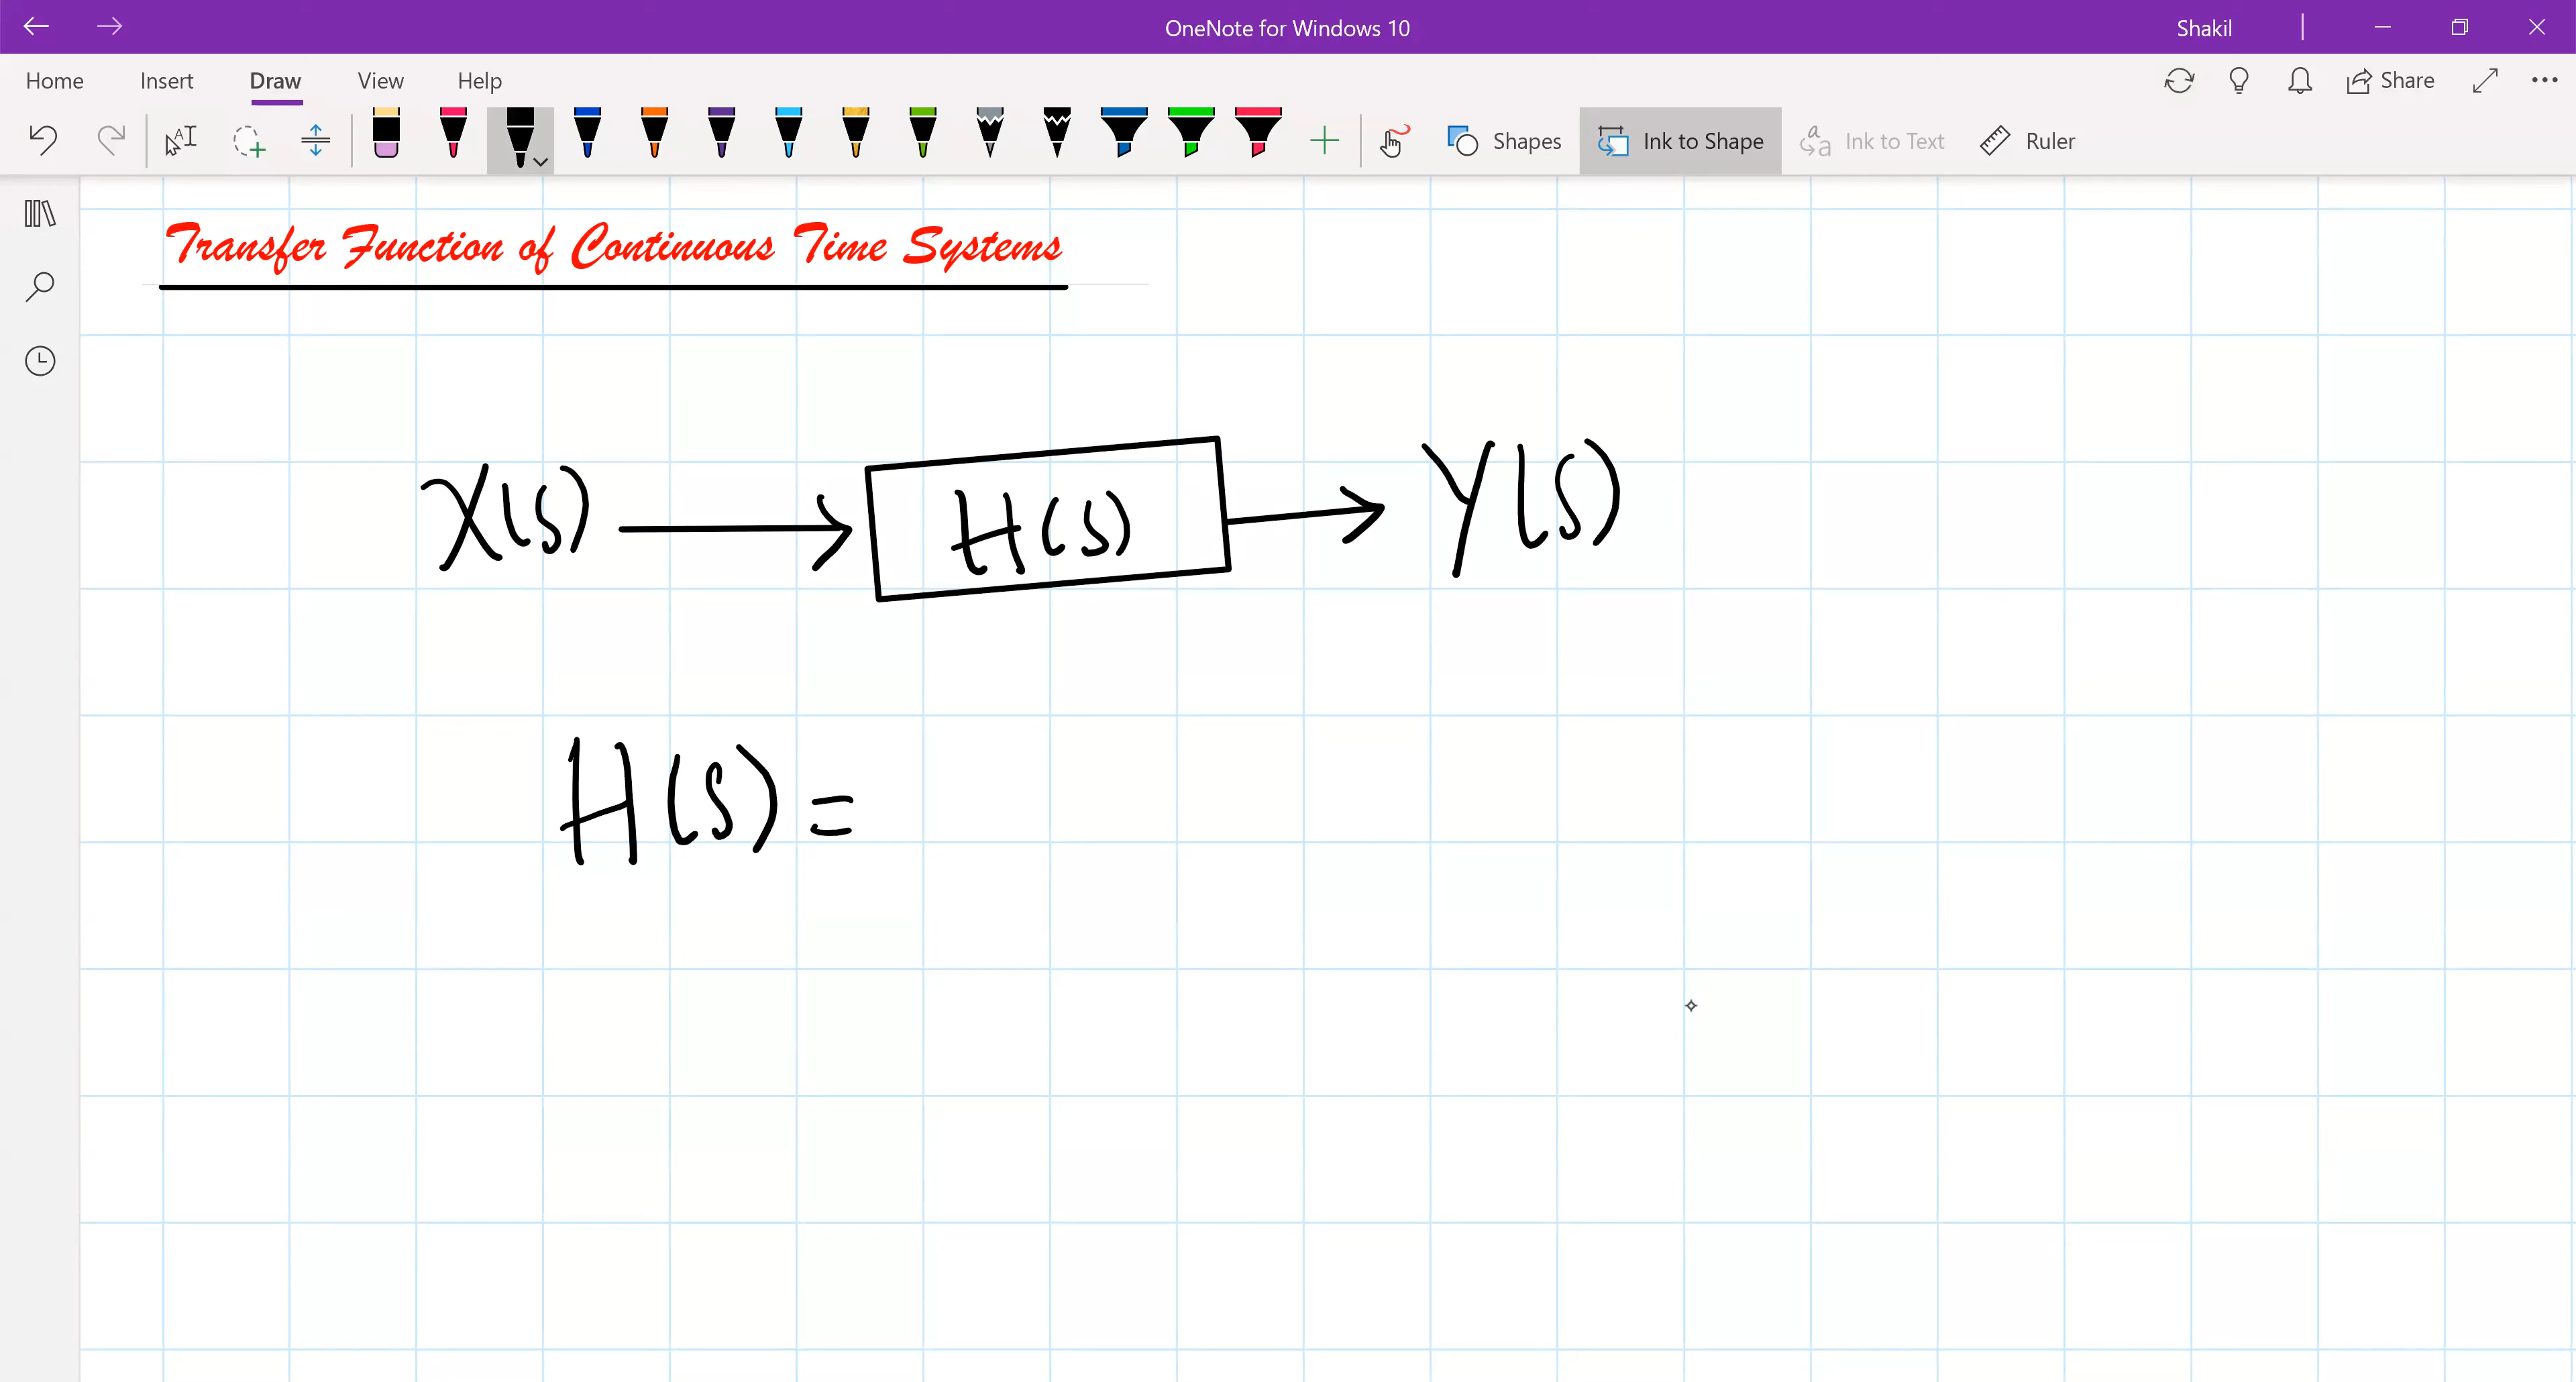 OneNote for Windows 10 Shakil
Home Insert Draw View Help Share
Shapes Ink to Shape Ink to Text Ruler
Transfer Function of Continuous Time Systems
X(s) H(s) Y(s)
H(s) =